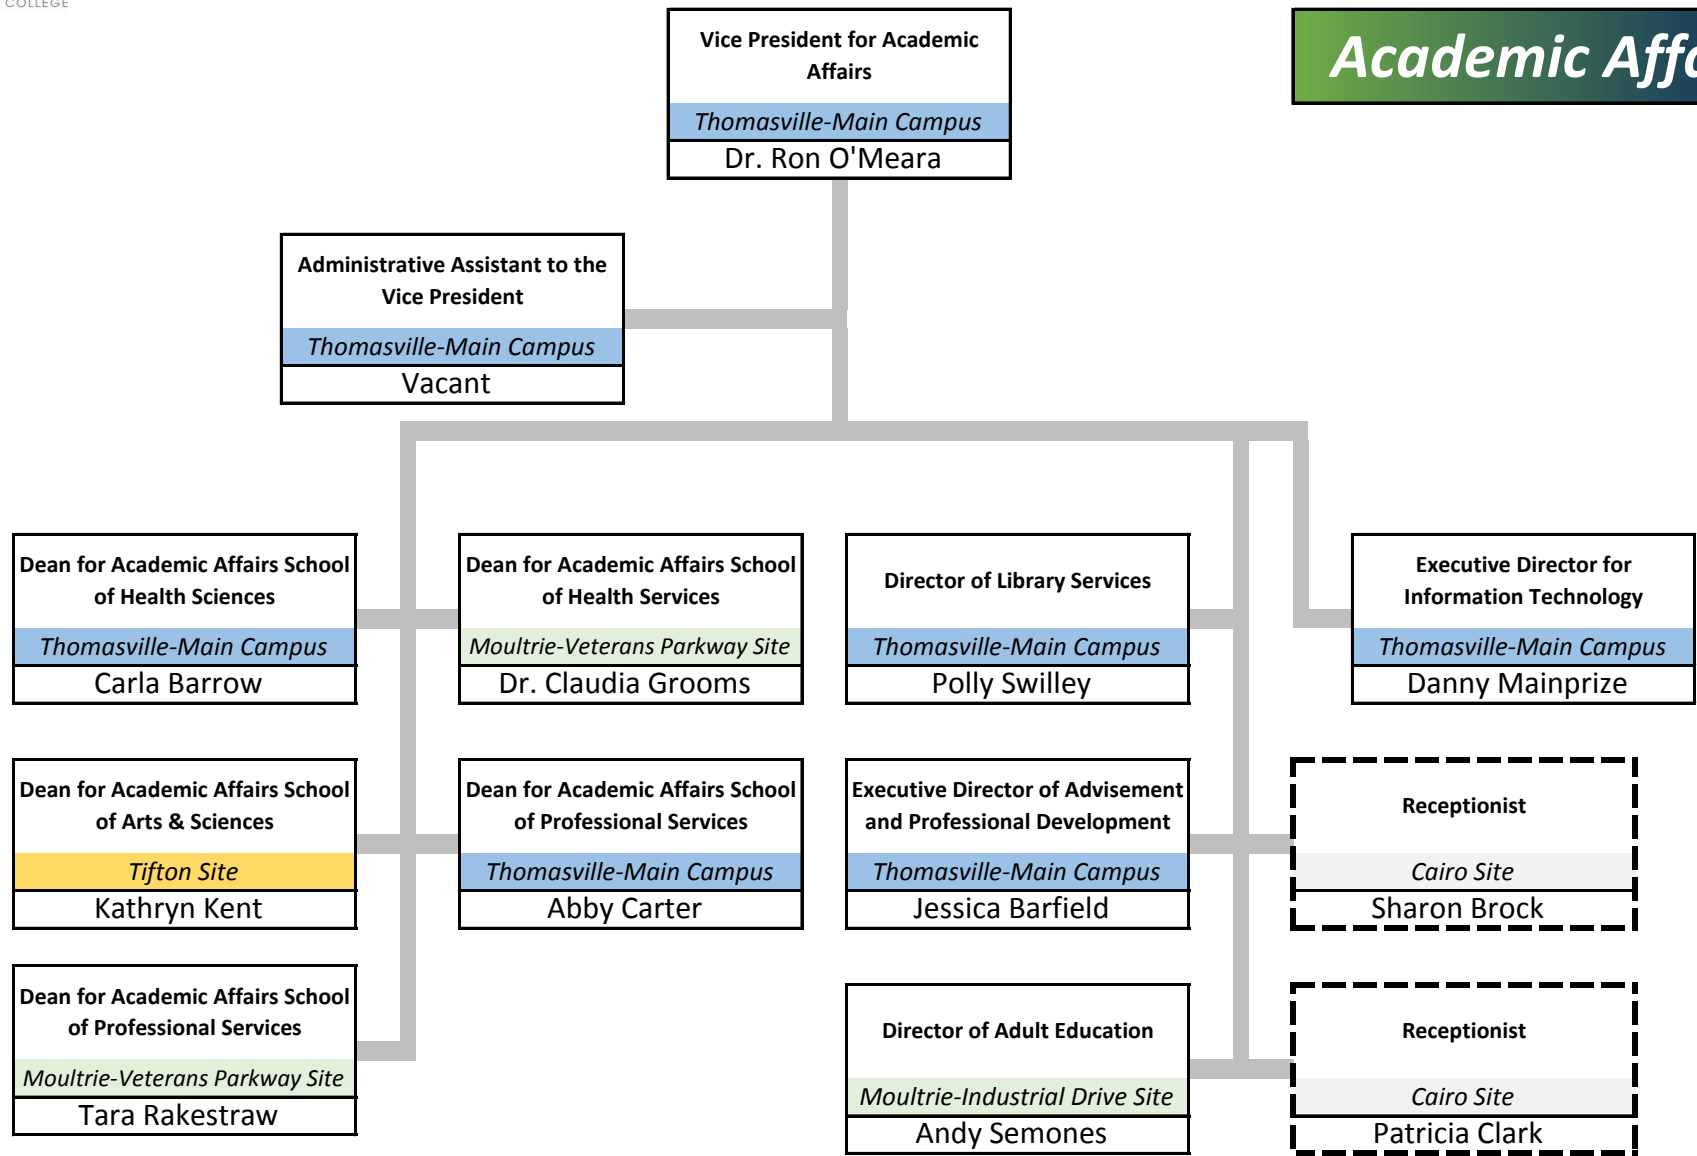 COLLEGE
Vice President for Academic
Affairs
Thomasville-Main Campus
Dr. Ron O'Meara
Academic
Administrative Assistant to the
Vice President
Thomasville-Main Campus
Vacant
Dean for Academic Affairs School
of Health Sciences
Thomasville-Main Campus
Carla Barrow
Dean for Academic Affairs School
of Health Services
Moultrie-Veterans Parkway Site
Dr. Claudia Grooms
Director of Library Services
Thomasville-Main Campus
Polly Swilley
Executive Director for
Information Technology
Thomasville-Main Campus
Danny Mainprize
Dean for Academic Affairs School
of Arts & Sciences
Tifton Site
Kathryn Kent
Dean for Academic Affairs School
of Professional Services
Thomasville-Main Campus
Abby Carter
Executive Director of Advisement
and Professional Development
Thomasville-Main Campus
Jessica Barfield
Receptionist
Cairo Site
Sharon Brock
Dean for Academic Affairs School
of Professional Services
Moultrie-Veterans Parkway Site
Tara Rakestraw
Director of Adult Education
Moultrie-Industrial Drive Site
Andy Semones
Receptionist
Cairo Site
Patricia Clark